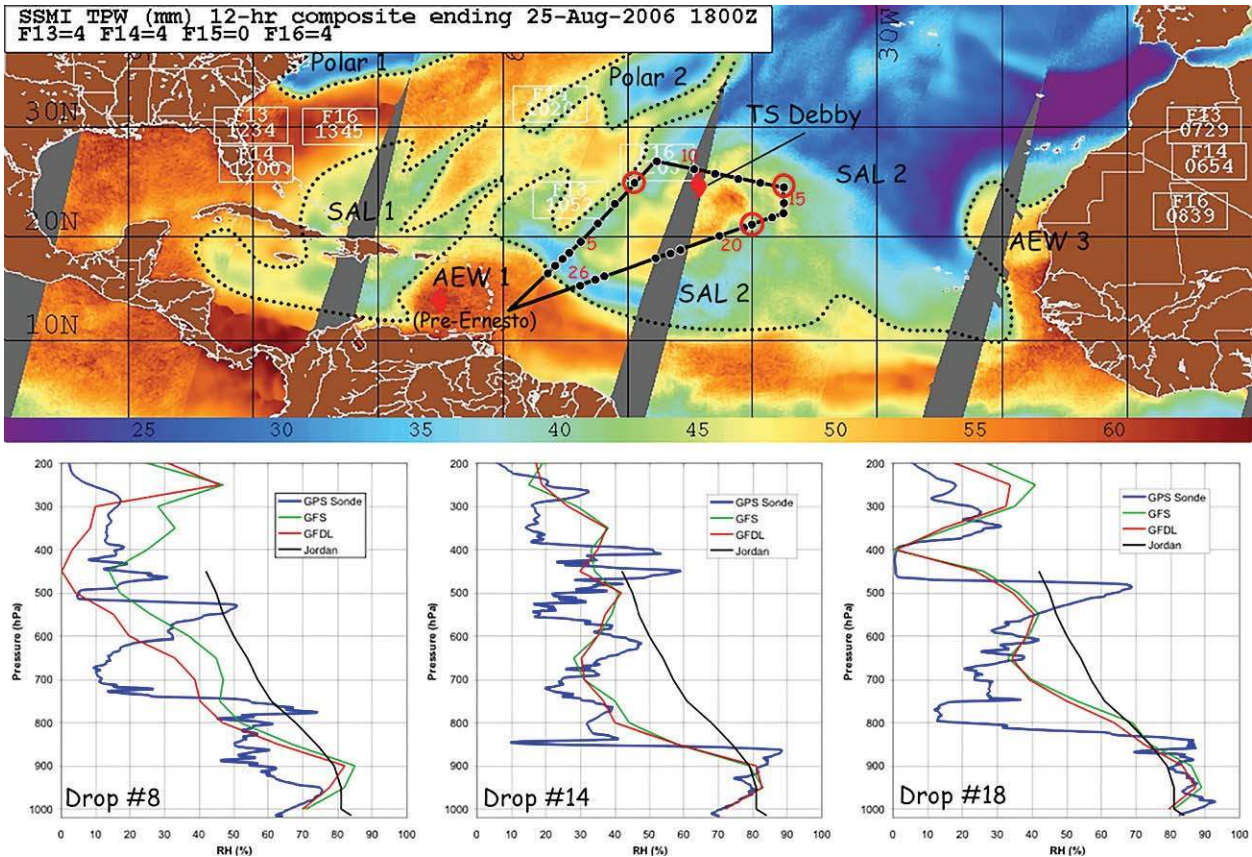 SSMI TPW (mm) 12-hr composite ending 25-Aug-2006 1800Z
F13=4 F14=4 F15=0 F16=4
30W
Polar 1
Polar 2
30N
F13
1234
F16
1345
F14
1200
TS Debby
F13
0729
F14
0654
F16
0839
10
SAL 2
15
SAL 1
20N
5
20
AEW 3
AEW 1
26
SAL 2
(Pre-Ernesto)
10N
25 30 35 40 45 50 55 60
200
300
400
500
600
700
800
900
1000
Pressure (hPa)
GPS Sonde
GFS
GFDL
Jordan
Drop #8
0 10 20 30 40 50 60 70 80 90 100
RH (%)
200
300
400
500
600
700
800
900
1000
Pressure (hPa)
GPS Sonde
GFS
GFDL
Jordan
Drop #14
0 10 20 30 40 50 60 70 80 90 100
RH (%)
200
300
400
500
600
700
800
900
1000
Pressure (hPa)
GPS Sonde
GFS
GFDL
Jordan
Drop #18
0 10 20 30 40 50 60 70 80 90 100
RH (%)